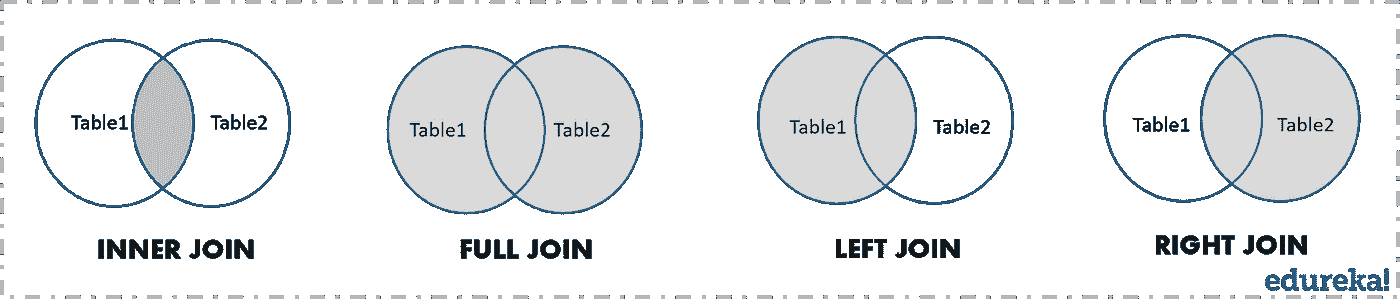 Table1 Table2
Table1 Table2
Table1 Table2
Table1 Table2
INNER JOIN
FULL JOIN
LEFT JOIN
RIGHT JOIN
edureka!